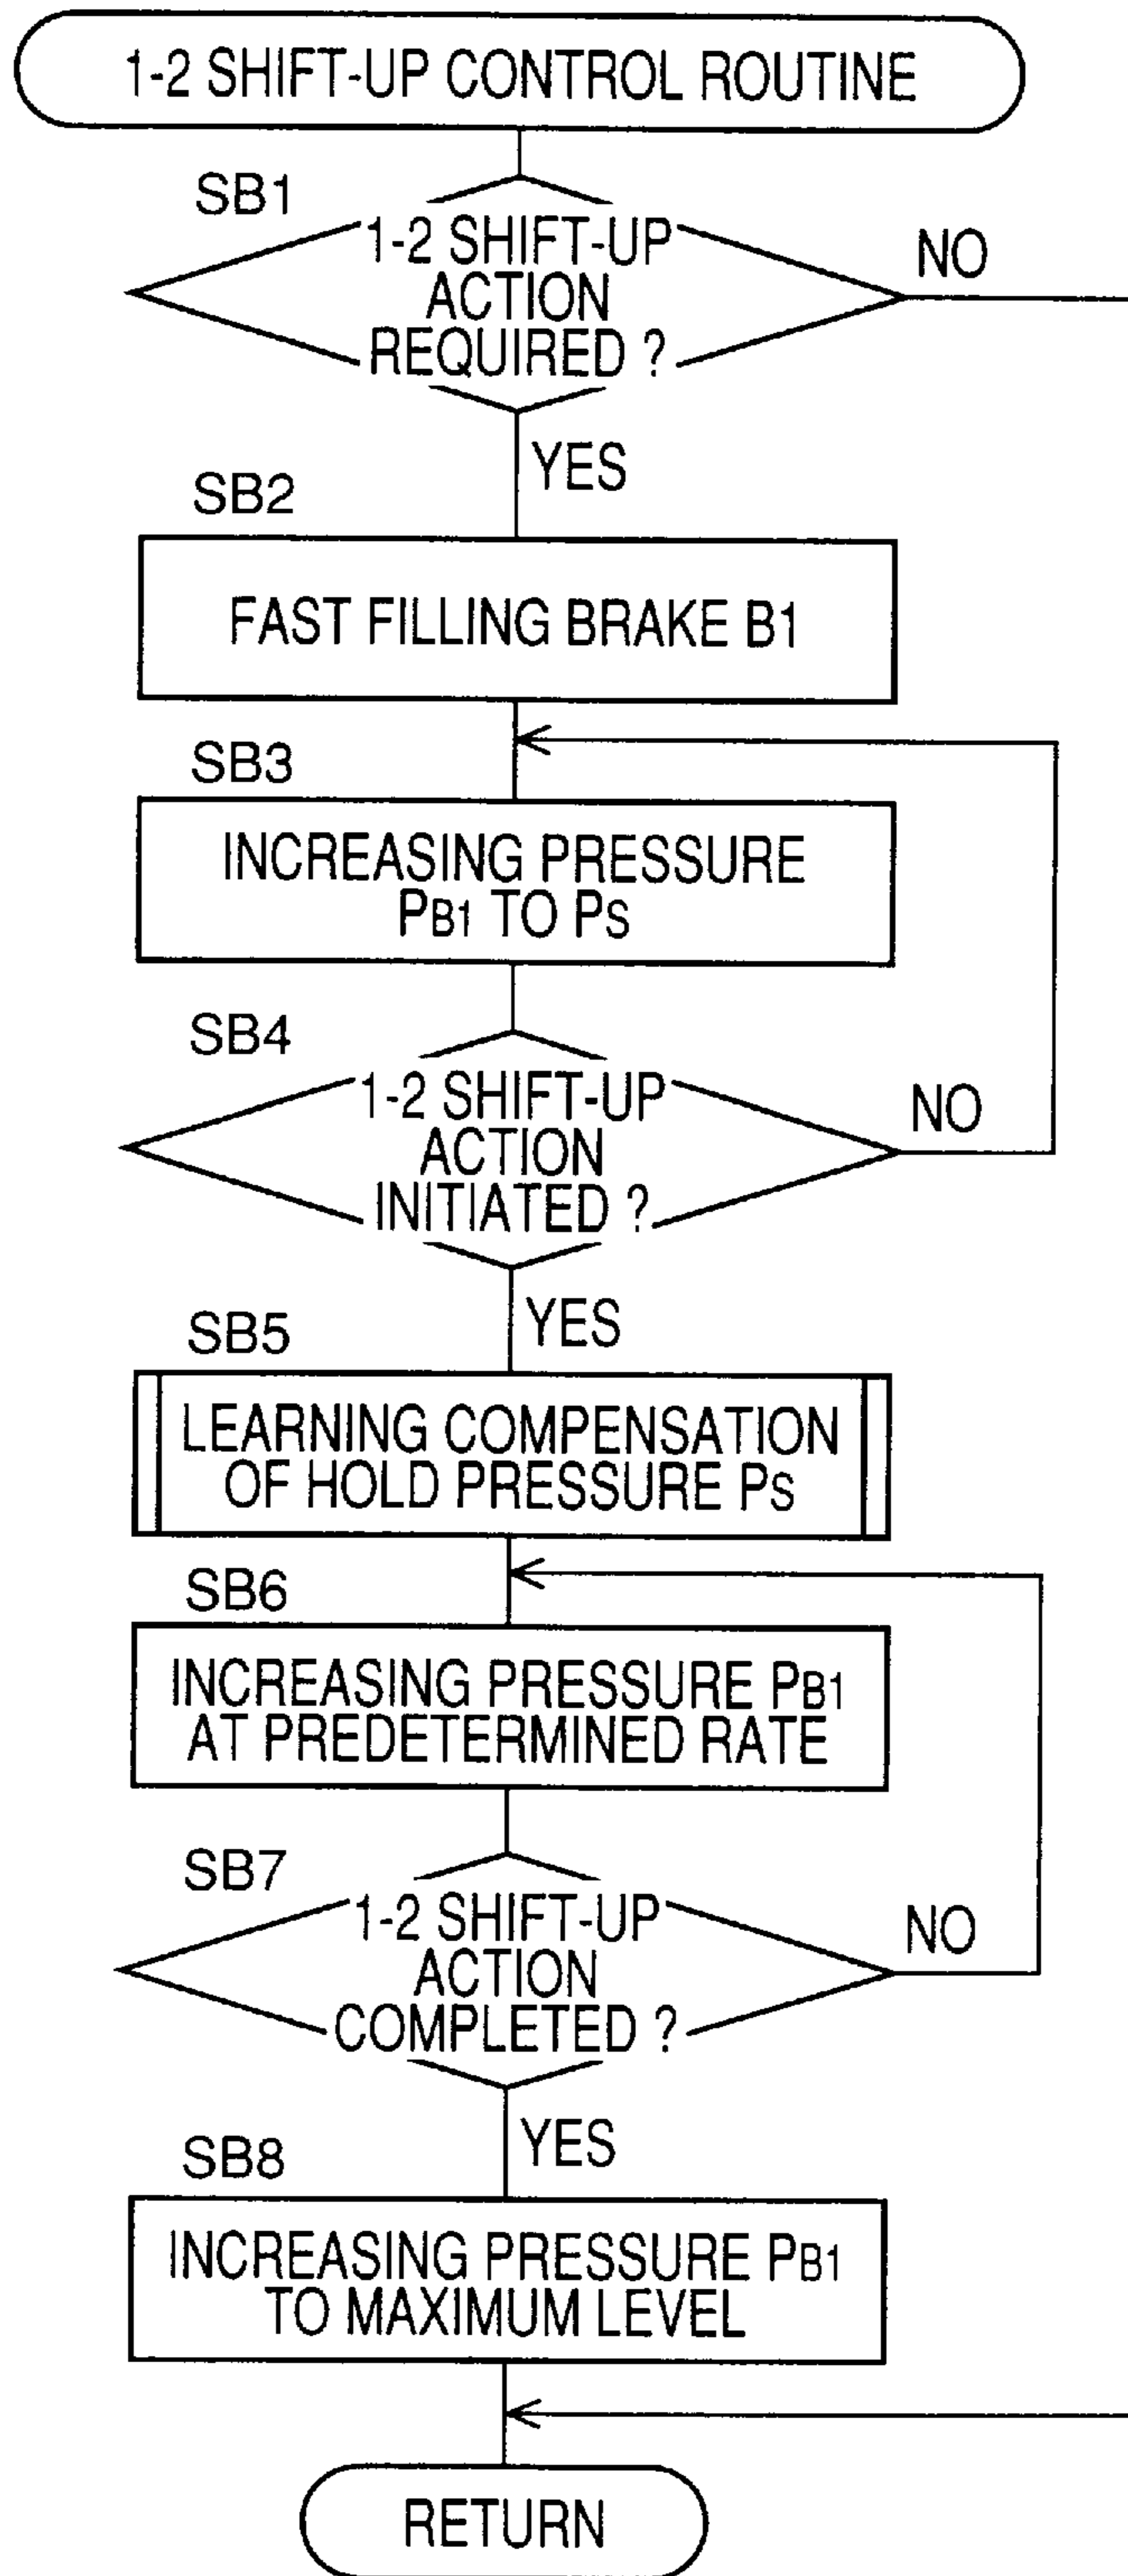 1-2 SHIFT-UP CONTROL ROUTINE
SB1
1-2 SHIFT-UP
ACTION
REQUIRED ?
NO
YES
SB2
FAST FILLING BRAKE B1
SB3
INCREASING PRESSURE
PB1 TO PS
SB4
1-2 SHIFT-UP
ACTION
INITIATED ?
NO
YES
SB5
LEARNING COMPENSATION
OF HOLD PRESSURE PS
SB6
INCREASING PRESSURE PB1
AT PREDETERMINED RATE
SB7
1-2 SHIFT-UP
ACTION
COMPLETED ?
NO
YES
SB8
INCREASING PRESSURE PB1
TO MAXIMUM LEVEL
RETURN